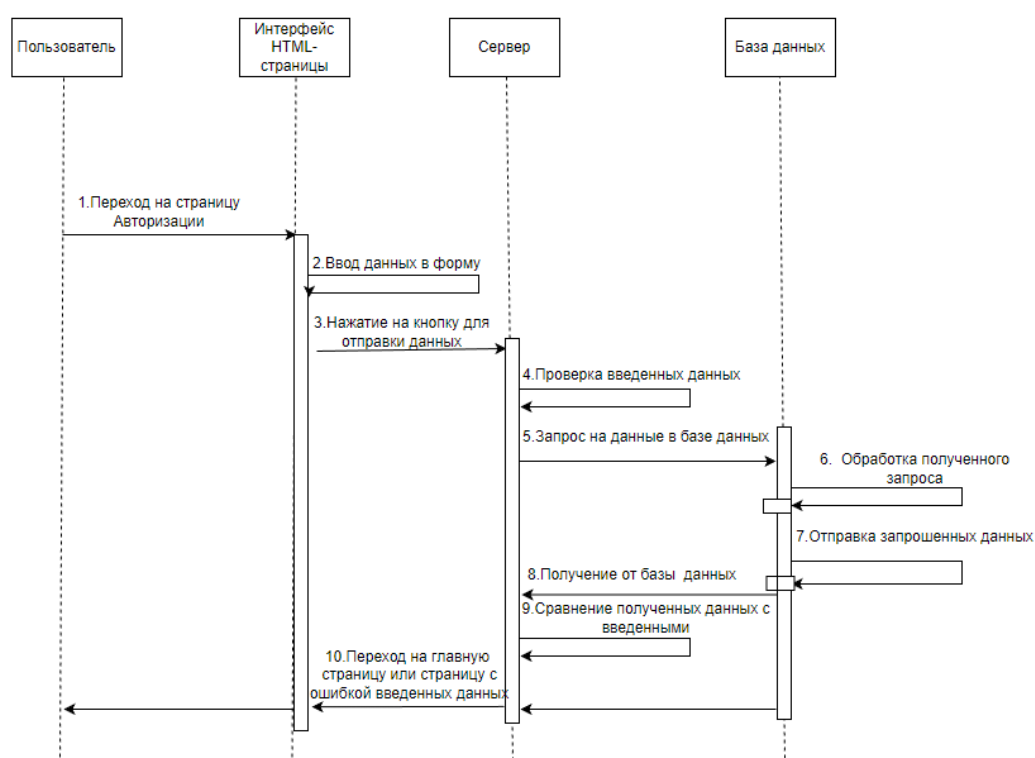 Пользователь
Интерфейс
HTML-
страницы
Сервер
База данных
1.Переход на страницу
Авторизации
2.Ввод данных в форму
3.Нажатие на кнопку для
отправки данных
4.Проверка введенных данных
5.Запрос на данные в базе данных
6. Обработка полученного
запроса
7.Отправка запрошенных данных
8.Получение от базы данных
9.Сравнение полученных данных с
введенными
10.Переход на главную
страницу или страницу с
ошибкой введенных данных